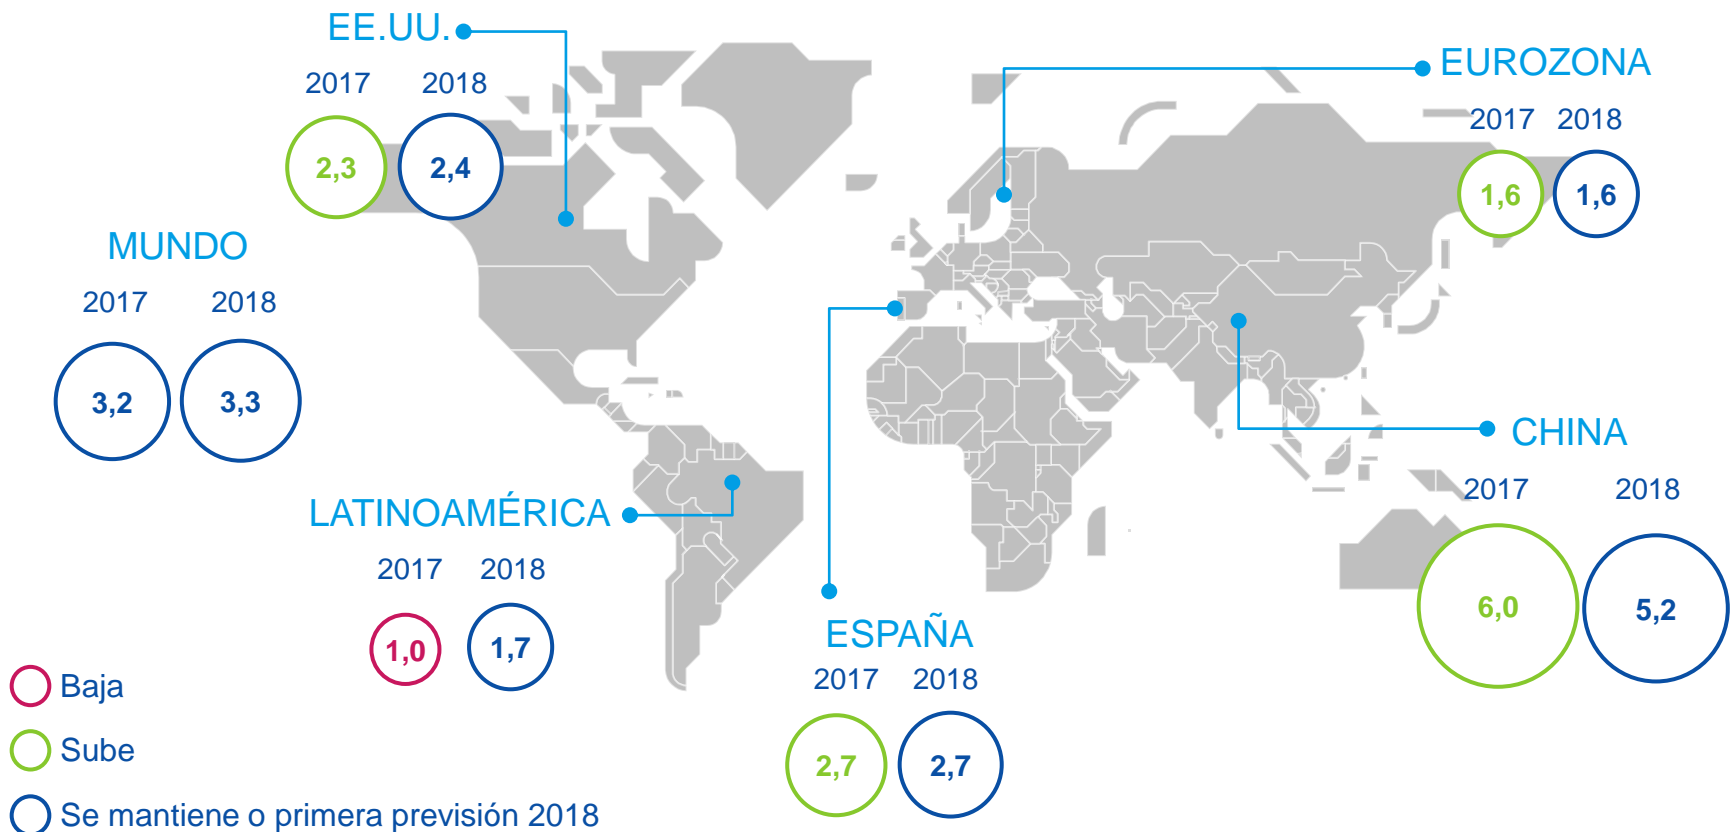 EE.UU.
2017 2018
2,3 2,4
EUROZONA
2017 2018
1,6 1,6
MUNDO
2017 2018
3,2 3,3
CHINA
2017 2018
6,0 5,2
LATINOAMÉRICA
2017 2018
1,0 1,7
ESPAÑA
2017 2018
2,7 2,7
Baja
Sube
Se mantiene o primera previsión 2018